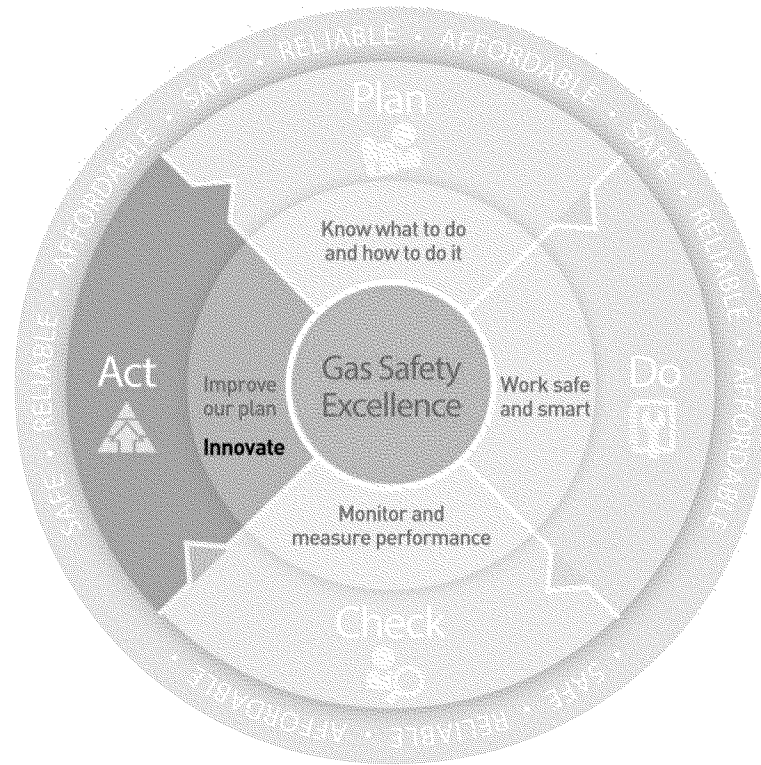 SAFE • RELIABLE • AFFORDABLE • SAFE • RELIABLE • AFFORDABLE • SAFE • RELIABLE • AFFORDABLE
• SAFE • RELIABLE • AFFORDABLE •
Plan
Know what to do
and how to do it
Act
Improve
our plan
Innovate
Gas Safety
Excellence
Work safe
and smart
Do
Monitor and
measure performance
Check